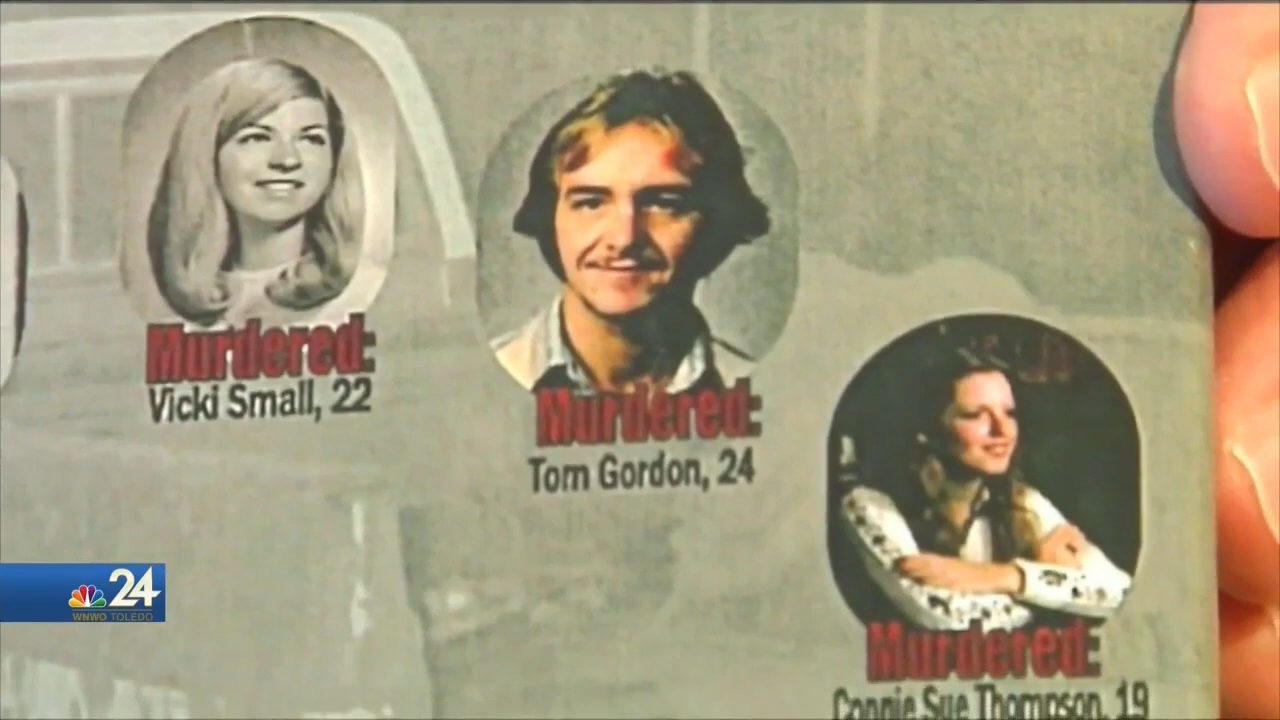 Murdered:
Vicki Small, 22
Murdered:
Tom Gordon, 24
Murdered:
Connie Sue Thompson, 19
24
WNWO TOLEDO